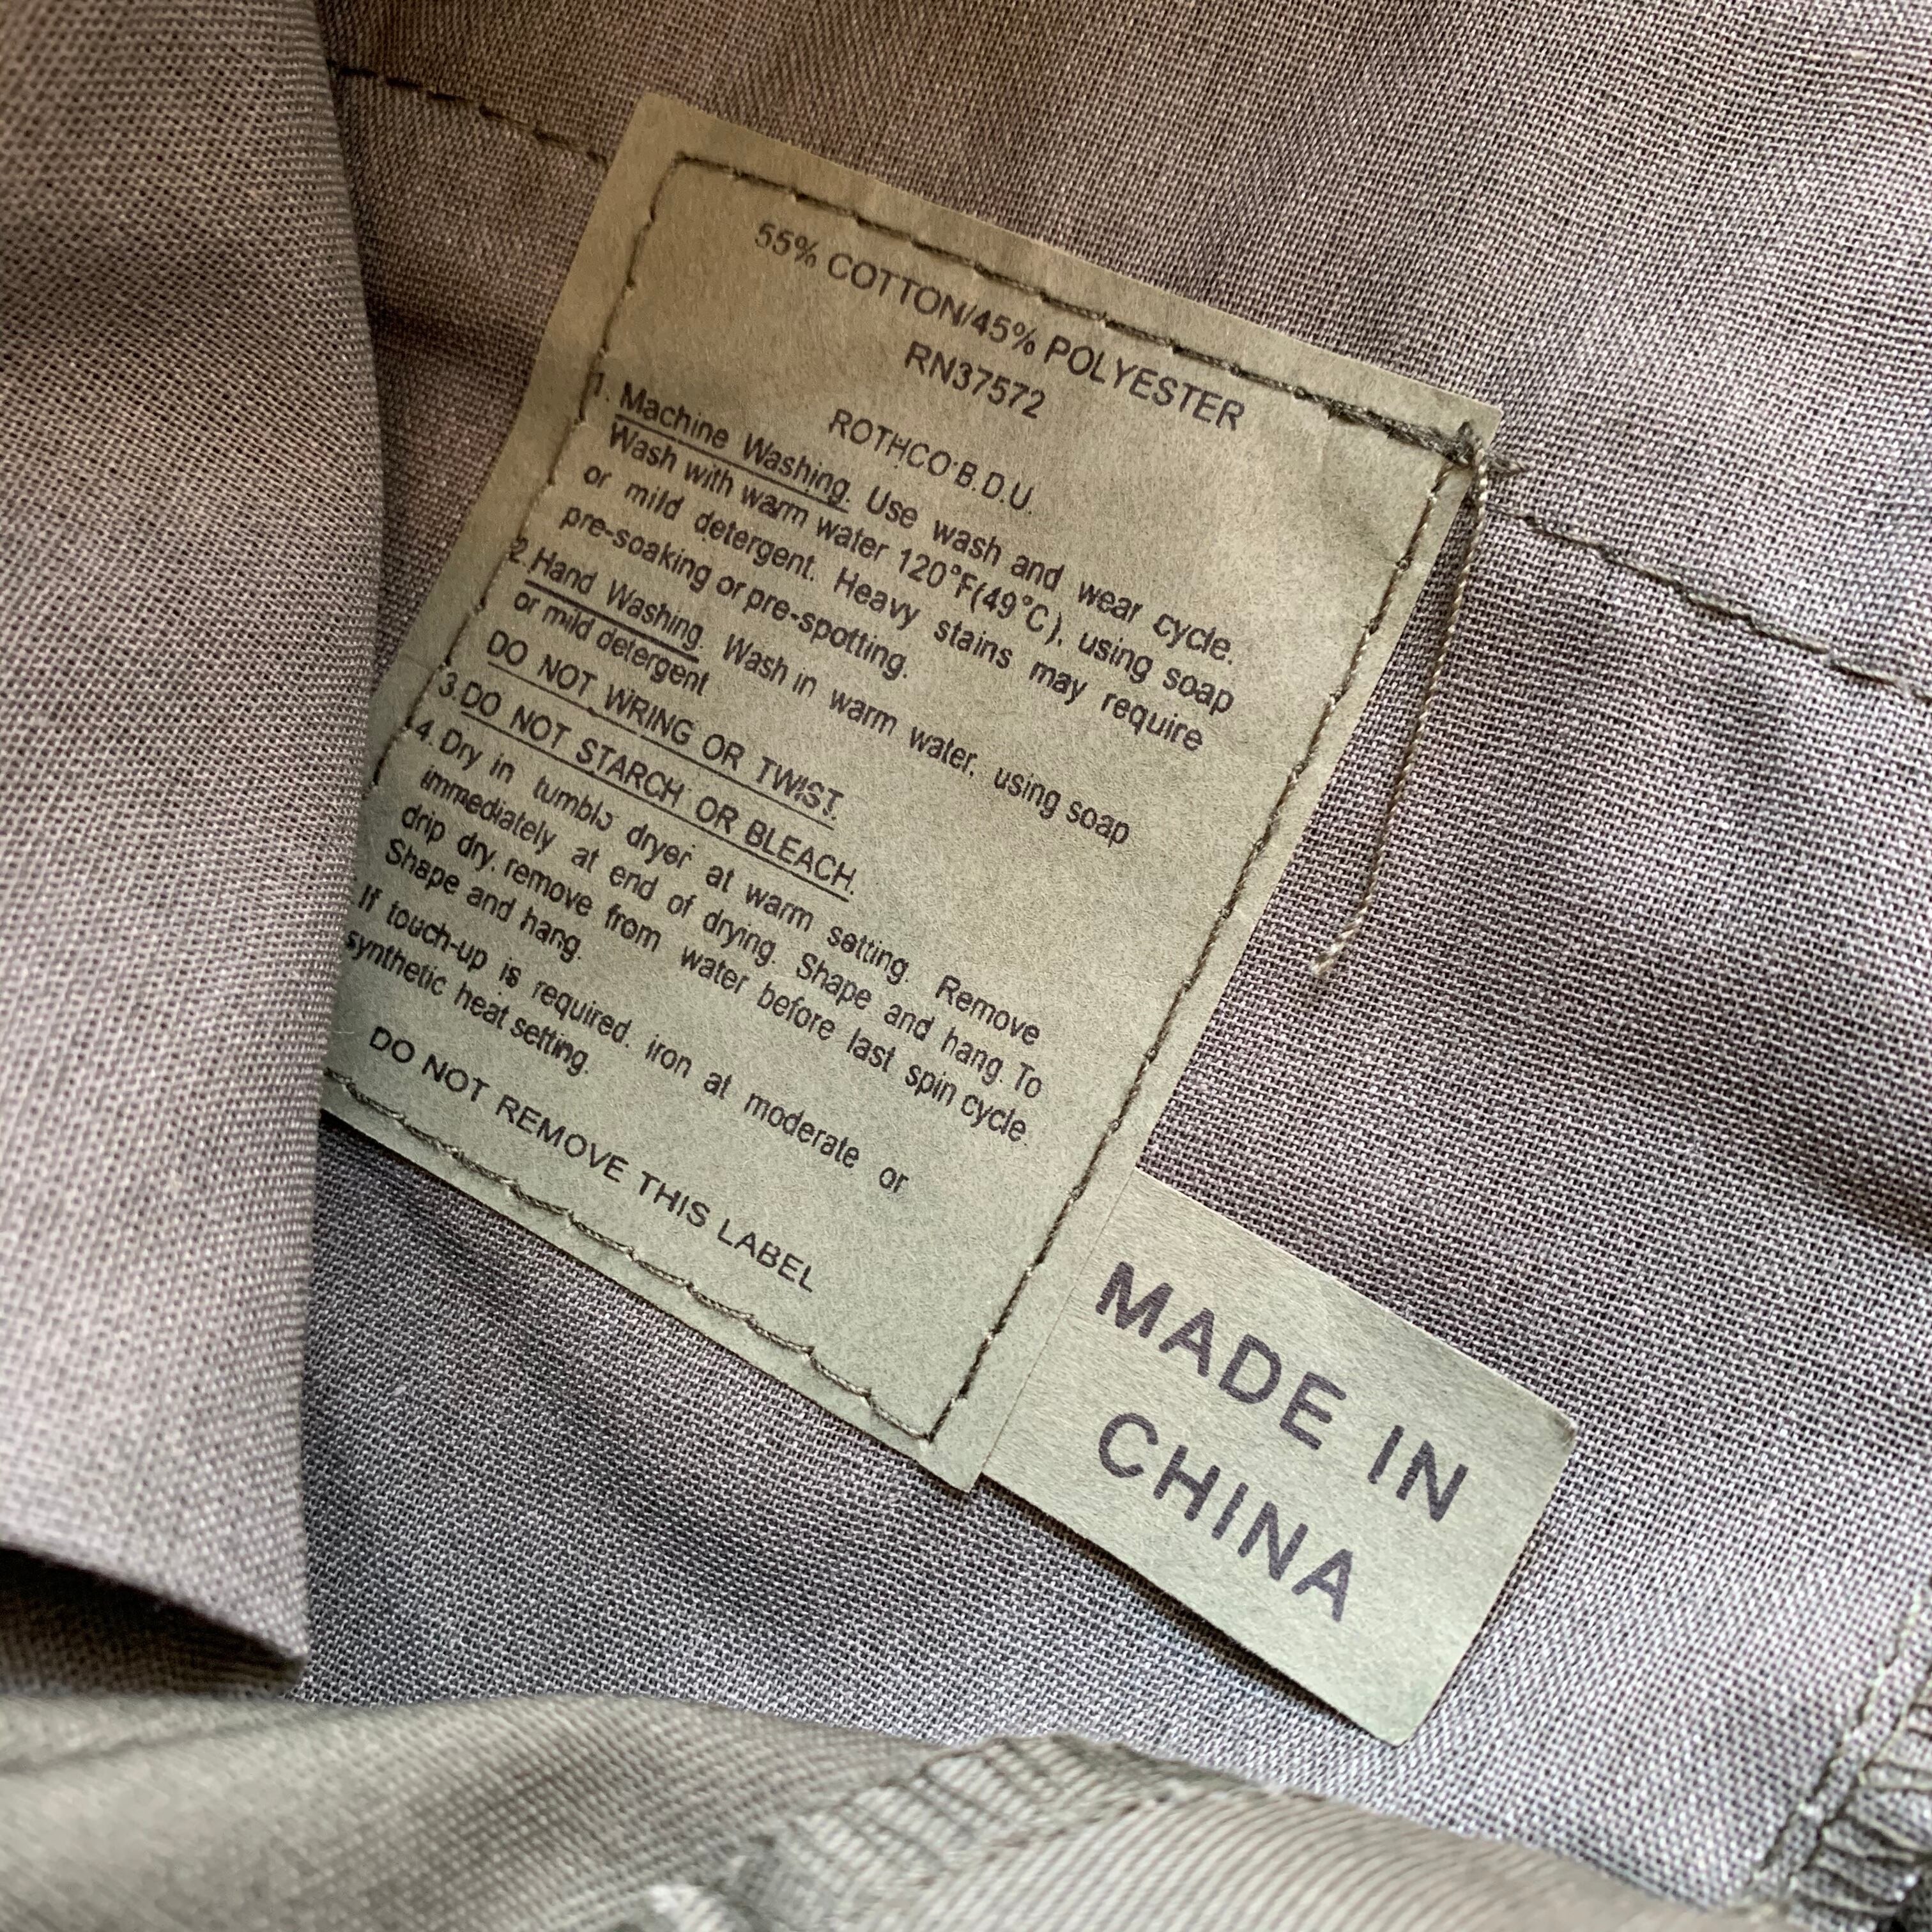 55% COTTON/45% POLYESTER
RN37572
ROTHCO B.D.U.
1. Machine Washing. Use wash and wear cycle.
Wash with warm water 120°F(49°C), using soap
or mild detergent. Heavy stains may require
pre-soaking or pre-spotting.
2. Hand Washing. Wash in warm water, using soap
or mild detergent
DO NOT WRING OR TWIST.
3. DO NOT STARCH OR BLEACH.
4. Dry in tumble dryer at warm setting. Remove
immediately at end of drying. Shape and hang. To
drip dry, remove from water before last spin cycle.
Shape and hang.
If touch-up is required, iron at moderate or
synthetic heat setting.
DO NOT REMOVE THIS LABEL
MADE IN
CHINA